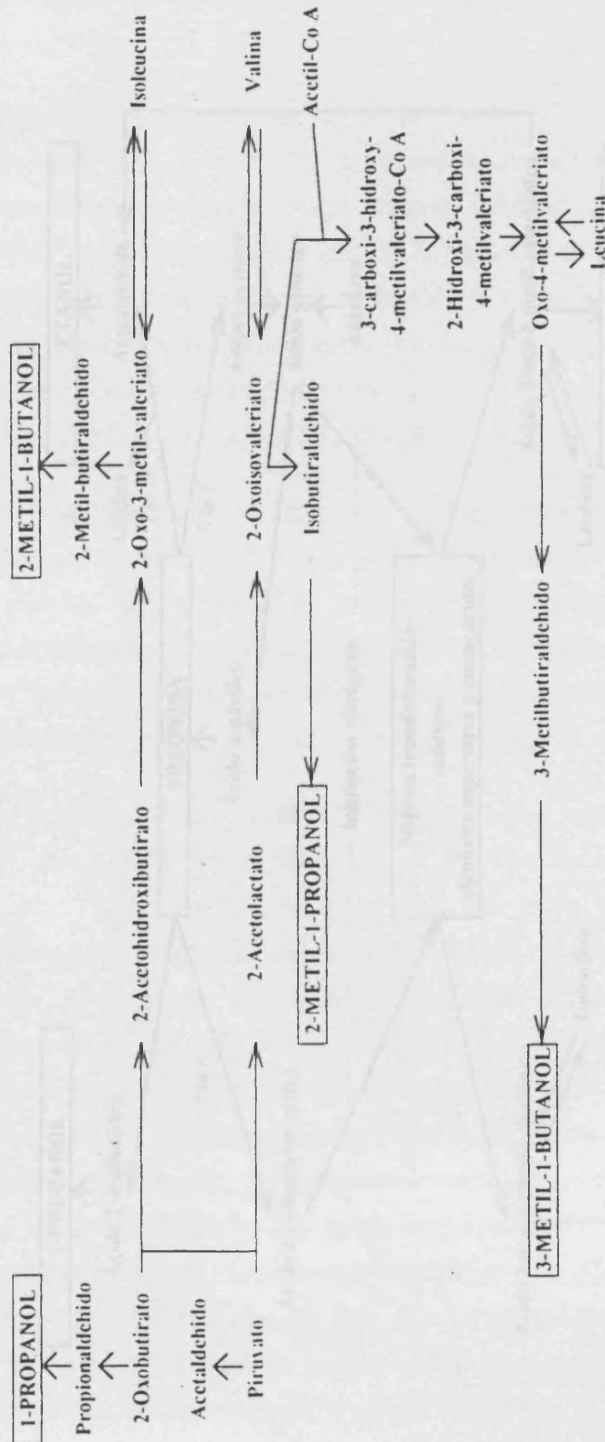 1-PROPANOL
Propionaldehido
2-Oxobutirato
Acetaldehido
Piruvato
2-Acetohidroxibutirato
2-Acetolactato
2-METIL-1-BUTANOL
2-Metil-butiraldehido
2-Oxo-3-metil-valeriato
Isoleucina
2-Oxoisovaleriato
Valina
Isobutiraldehido
Acetil-Co A
2-METIL-1-PROPANOL
3-carboxi-3-hidroxy-
4-metilvaleriato-Co A
2-Hidroxi-3-carboxi-
4-metilvaleriato
Oxo-4-metilvaleriato
Leucina
3-Metilbutiraldehido
3-METIL-1-BUTANOL